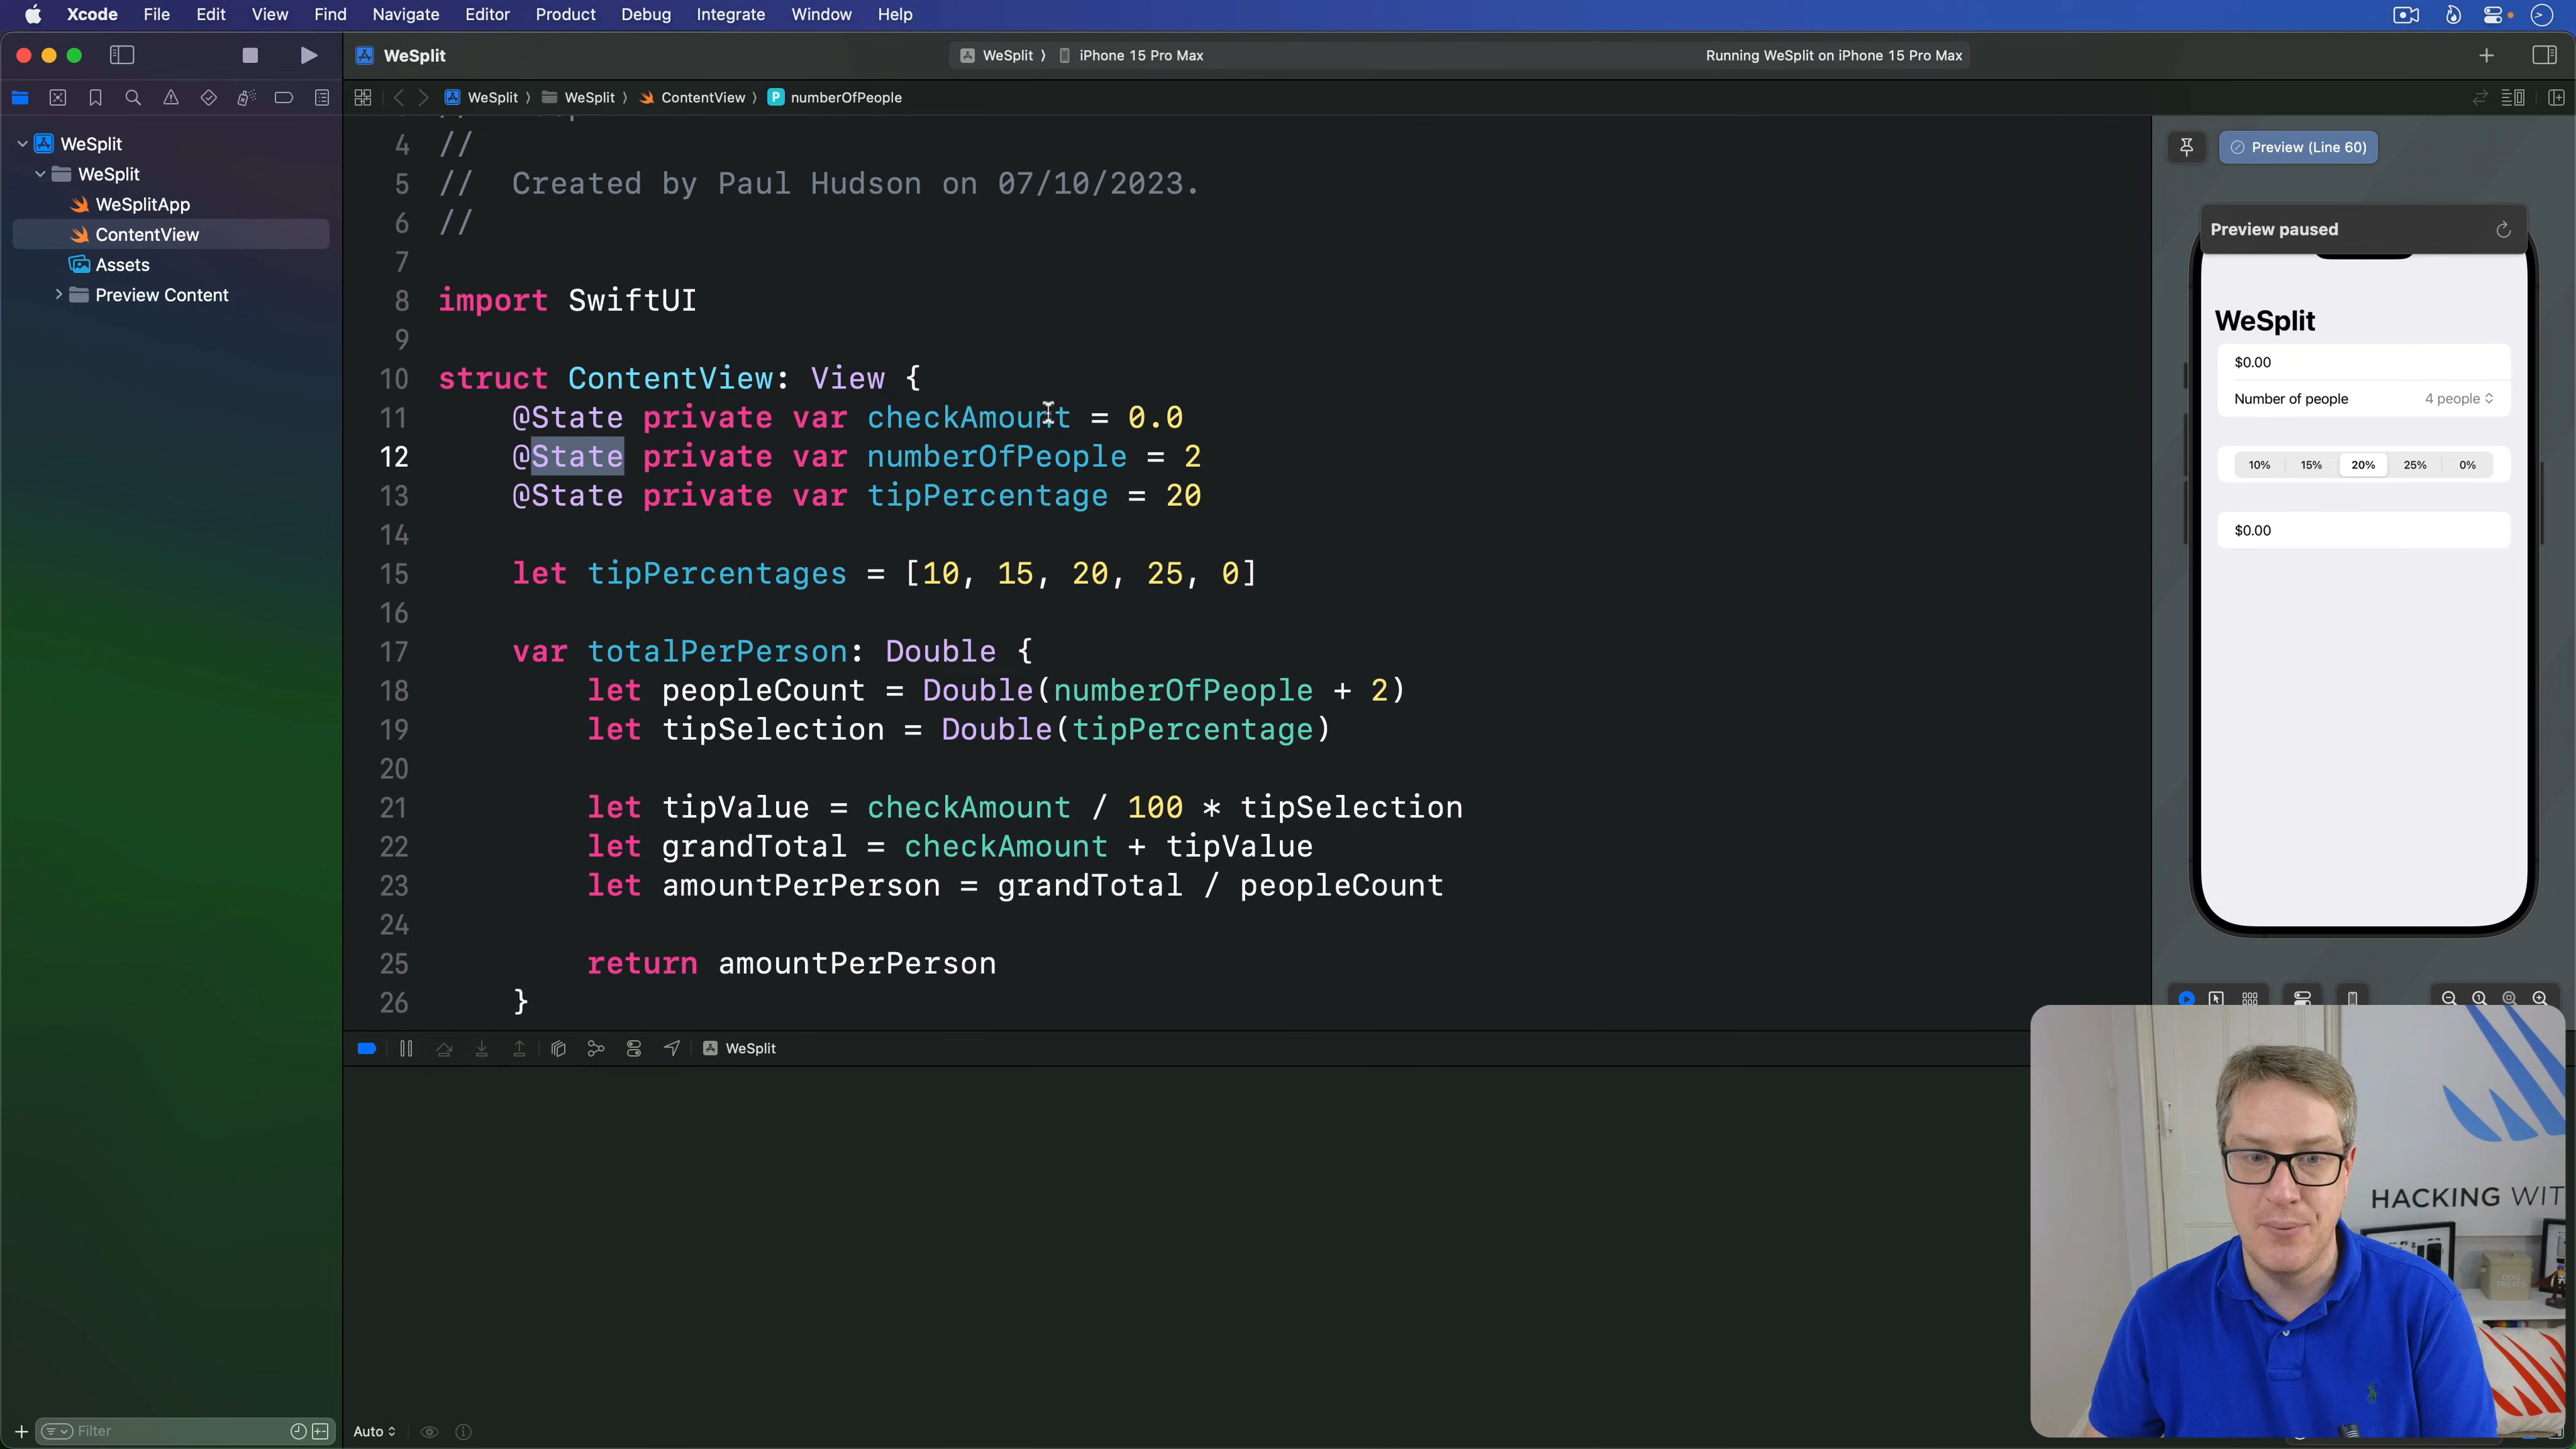 Xcode File Edit View Find Navigate Editor Product Debug Integrate Window Help
WeSplit
WeSplit 〉 iPhone 15 Pro Max
Running WeSplit on iPhone 15 Pro Max
WeSplit 〉 WeSplit 〉 ContentView 〉 P numberOfPeople
WeSplit
WeSplit
WeSplitApp
ContentView
Assets
Preview Content
4 //
5 //  Created by Paul Hudson on 07/10/2023.
6 //
7
8 import SwiftUI
9
10 struct ContentView: View {
11 @State private var checkAmount = 0.0
12 @State private var numberOfPeople = 2
13 @State private var tipPercentage = 20
14
15 let tipPercentages = [10, 15, 20, 25, 0]
16
17 var totalPerPerson: Double {
18 let peopleCount = Double(numberOfPeople + 2)
19 let tipSelection = Double(tipPercentage)
20
21 let tipValue = checkAmount / 100 * tipSelection
22 let grandTotal = checkAmount + tipValue
23 let amountPerPerson = grandTotal / peopleCount
24
25 return amountPerPerson
26 }
Preview (Line 60)
Preview paused
WeSplit
$0.00
Number of people 4 people
10% 15% 20% 25% 0%
$0.00
WeSplit
HACKING WIT
DOG TREATS
Filter
Auto